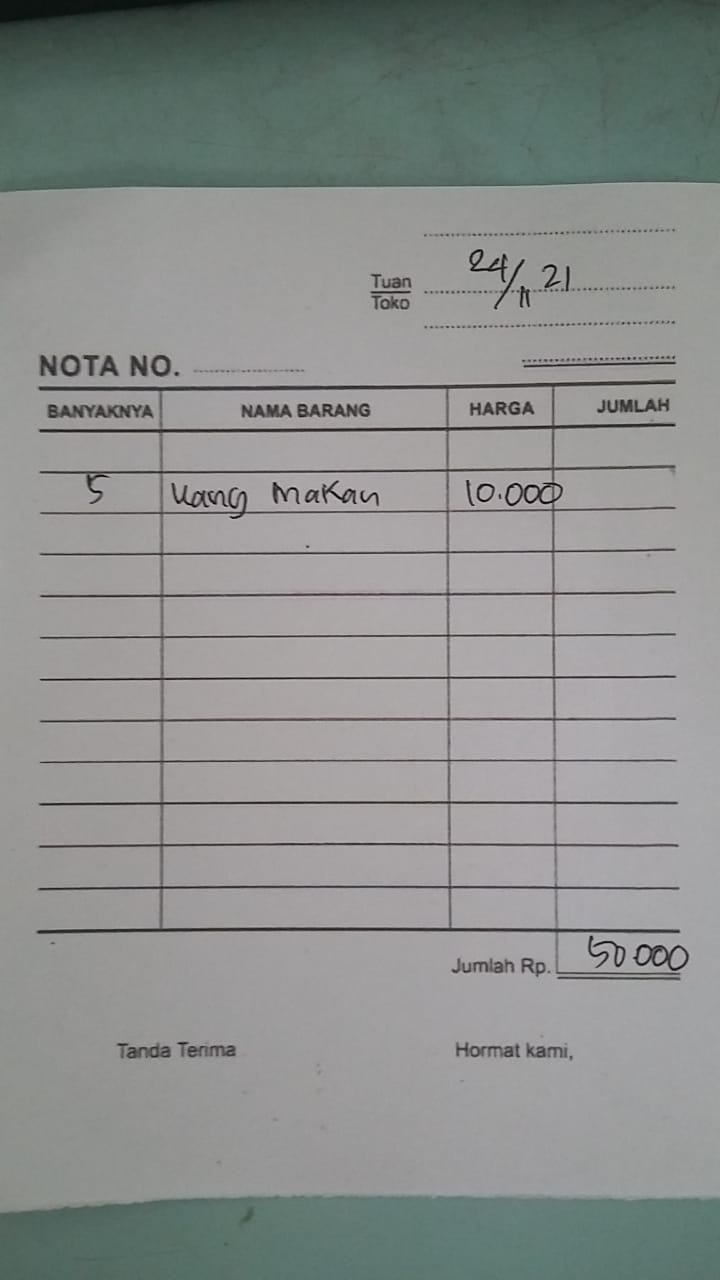 24/11 21
Tuan
Toko
NOTA NO.
BANYAKNYA NAMA BARANG HARGA JUMLAH
5 Uang Makan 10.000
Jumlah Rp. 50.000
Tanda Terima Hormat kami,